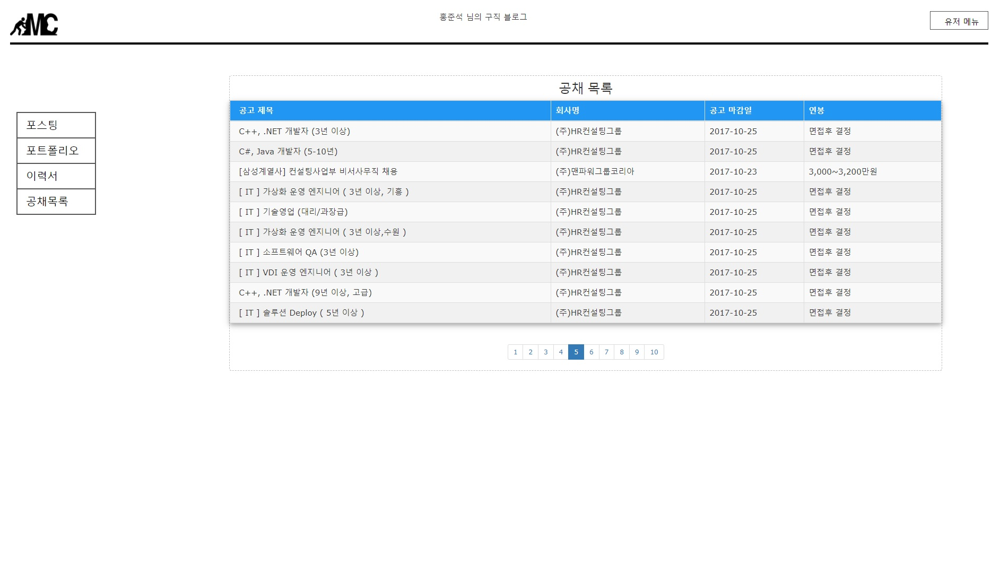 MC
홍준석 님의 구직 블로그
유저 메뉴
포스팅
포트폴리오
이력서
공채목록
공채 목록
공고 제목 회사명 공고 마감일 연봉
C++, .NET 개발자 (3년 이상) (주)HR컨설팅그룹 2017-10-25 면접후 결정
C#, Java 개발자 (5-10년) (주)HR컨설팅그룹 2017-10-25 면접후 결정
[삼성계열사] 컨설팅사업부 비서사무직 채용 (주)맨파워그룹코리아 2017-10-23 3,000~3,200만원
[ IT ] 가상화 운영 엔지니어 ( 3년 이상, 기흥 ) (주)HR컨설팅그룹 2017-10-25 면접후 결정
[ IT ] 기술영업 (대리/과장급) (주)HR컨설팅그룹 2017-10-25 면접후 결정
[ IT ] 가상화 운영 엔지니어 ( 3년 이상,수원 ) (주)HR컨설팅그룹 2017-10-25 면접후 결정
[ IT ] 소프트웨어 QA (3년 이상) (주)HR컨설팅그룹 2017-10-25 면접후 결정
[ IT ] VDI 운영 엔지니어 ( 3년 이상 ) (주)HR컨설팅그룹 2017-10-25 면접후 결정
C++, .NET 개발자 (9년 이상, 고급) (주)HR컨설팅그룹 2017-10-25 면접후 결정
[ IT ] 솔루션 Deploy ( 5년 이상 ) (주)HR컨설팅그룹 2017-10-25 면접후 결정
1 2 3 4 5 6 7 8 9 10